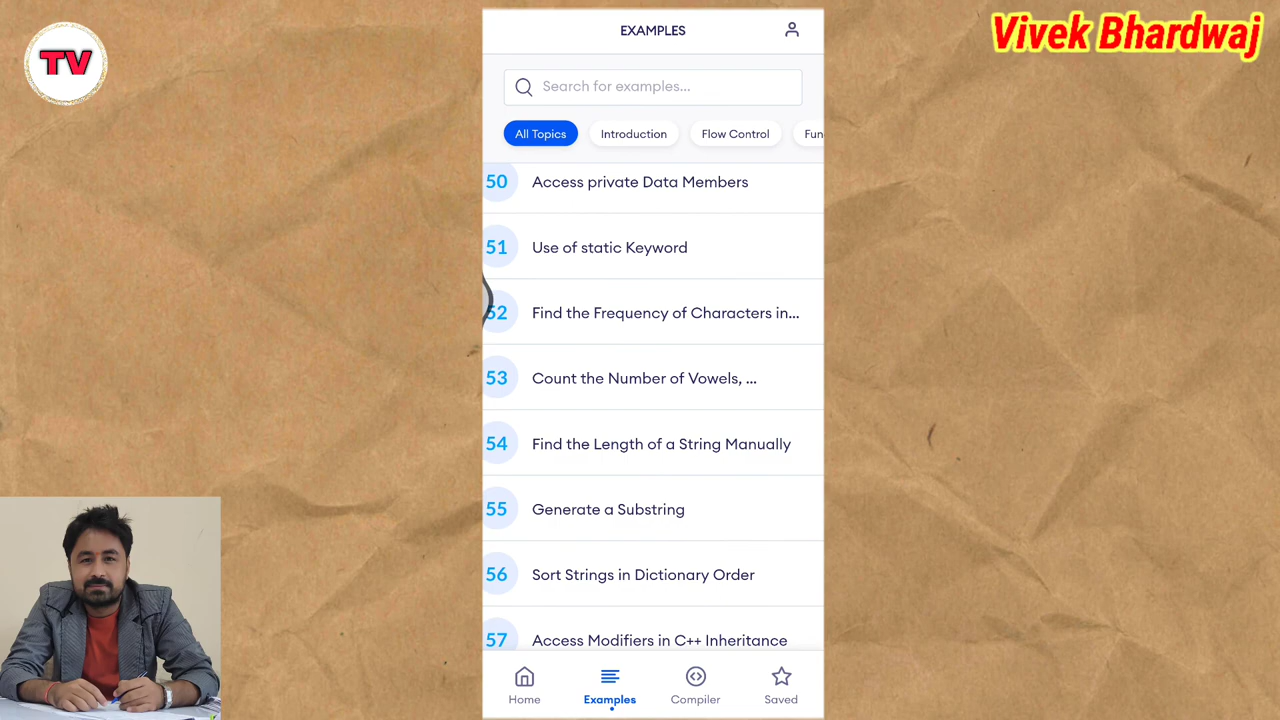 TV
Vivek Bhardwaj
EXAMPLES
Search for examples...
All Topics
Introduction
Flow Control
Fun
50 Access private Data Members
51 Use of static Keyword
52 Find the Frequency of Characters in...
53 Count the Number of Vowels, ...
54 Find the Length of a String Manually
55 Generate a Substring
56 Sort Strings in Dictionary Order
57 Access Modifiers in C++ Inheritance
Home
Examples
Compiler
Saved